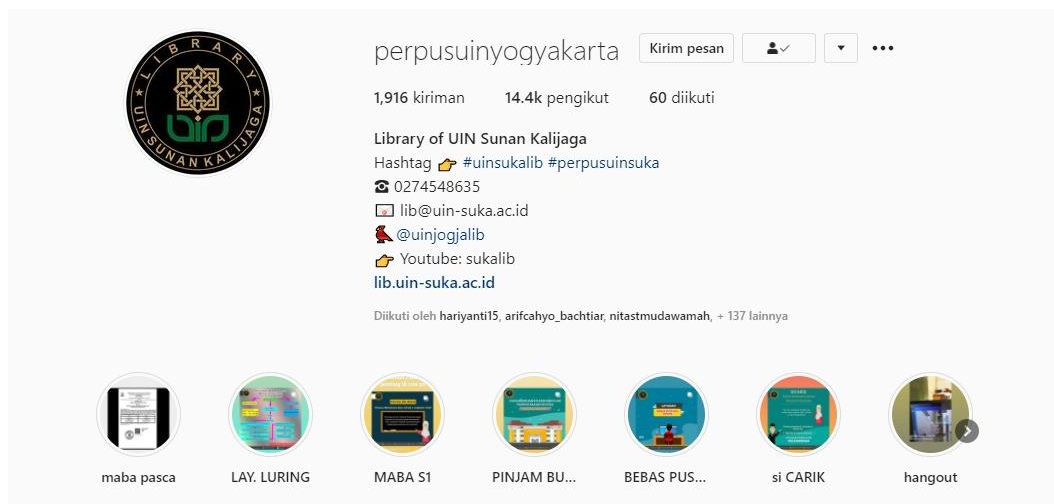 LIBRARY
UIN SUNAN KALIJAGA
perpusuinyogyakarta Kirim pesan
1,916 kiriman 14.4k pengikut 60 diikuti
Library of UIN Sunan Kalijaga
Hashtag 👉 #uinsukalib #perpusuinsuka
☎ 0274548635
lib@uin-suka.ac.id
@uinjogjalib
👉 Youtube: sukalib
lib.uin-suka.ac.id
Diikuti oleh hariyanti15, arifcahyo_bachtiar, nitastmudawamah, + 137 lainnya
maba pasca LAY. LURING MABA S1 PINJAM BU... BEBAS PUS... si CARIK hangout